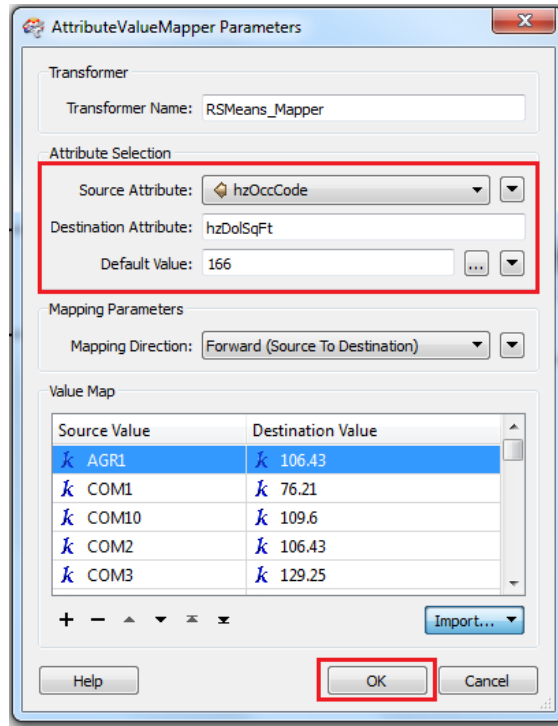 AttributeValueMapper Parameters
Transformer
Transformer Name: RSMeans_Mapper
Attribute Selection
Source Attribute: hzOccCode
Destination Attribute: hzDolSqFt
Default Value: 166 ...
Mapping Parameters
Mapping Direction: Forward (Source To Destination)
Value Map
Source Value Destination Value
k AGR1 k 106.43
k COM1 k 76.21
k COM10 k 109.6
k COM2 k 106.43
k COM3 k 129.25
Import...
Help OK Cancel